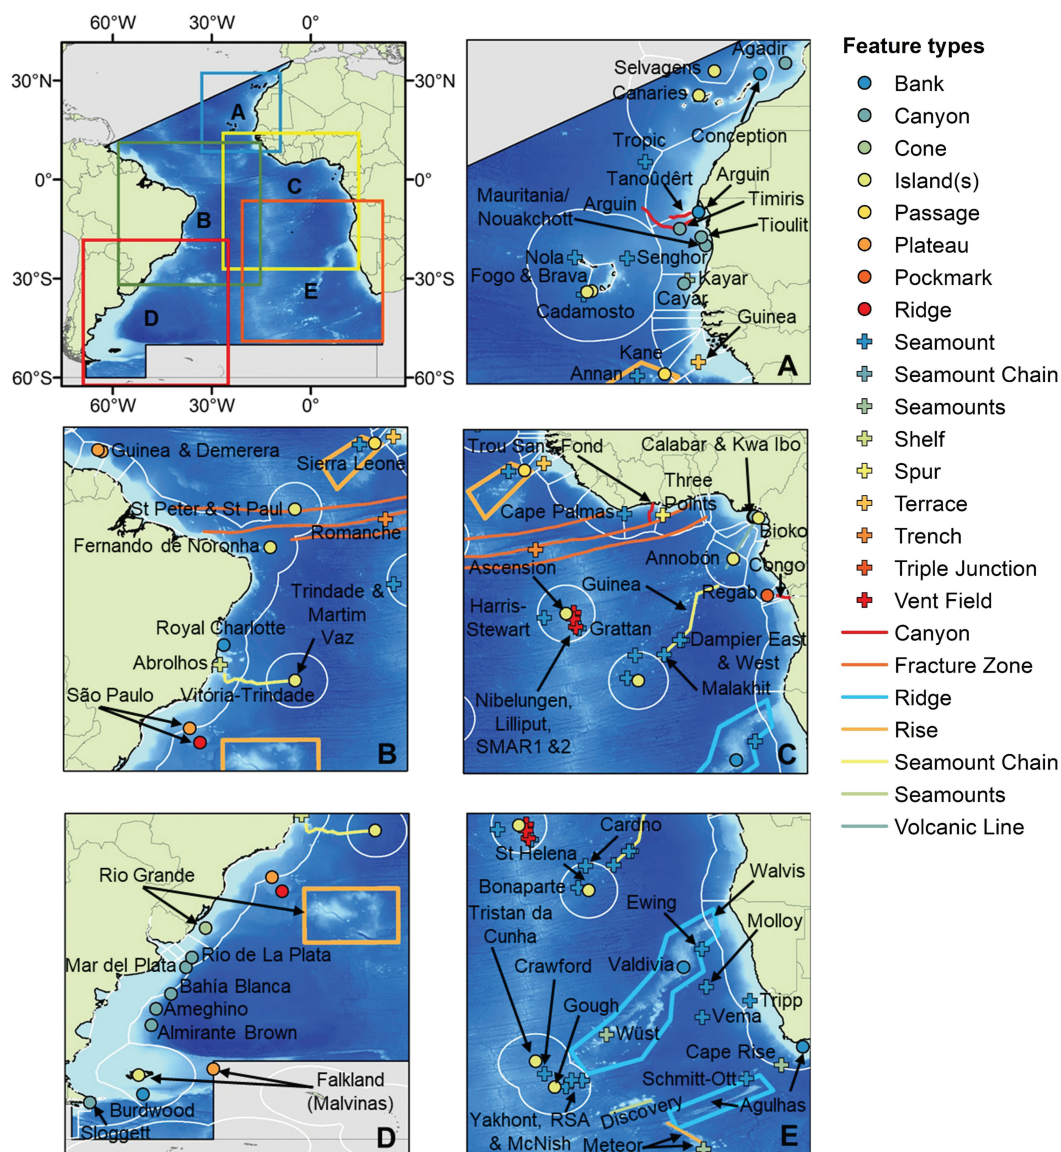 60°W 30°W 0°
30°N
0°
30°S
60°S
30°N
0°
30°S
60°S
60°W 30°W 0°
A
B
C
D
E
Agadir
Selvagens
Canaries
Conception
Tropic
Tanoûdêrt
Arguin
Mauritania/
Nouakchott
Arguin
Timiris
Tioulit
Nola
Senghor
Fogo & Brava
Kayar
Cadamosto
Cayar
Guinea
Kane
Annan
A
Guinea & Demerera
Sierra Leone
St Peter & St Paul
Romanche
Fernando de Noronha
Trindade &
Martim
Vaz
Royal Charlotte
Abrolhos
São Paulo
Vitória-Trindade
B
Trou Sans Fond
Calabar & Kwa Ibo
Three
Points
Cape Palmas
Bioko
Annobón
Congo
Ascension
Guinea
Regab
Harris-
Stewart
Grattan
Dampier East
& West
Malakhit
Nibelungen,
Lilliput,
SMAR1 &2
C
Rio Grande
Rio de La Plata
Mar del Plata
Bahía Blanca
Ameghino
Almirante Brown
Falkland
(Malvinas)
Burdwood
Sloggett
D
Cardno
St Helena
Bonaparte
Walvis
Ewing
Tristan da
Cunha
Molloy
Crawford
Valdivia
Gough
Tripp
Vema
Wüst
Cape Rise
Schmitt-Ott
Discovery
Agulhas
Yakhont, RSA
& McNish
Meteor
E
Feature types
Bank
Canyon
Cone
Island(s)
Passage
Plateau
Pockmark
Ridge
Seamount
Seamount Chain
Seamounts
Shelf
Spur
Terrace
Trench
Triple Junction
Vent Field
Canyon
Fracture Zone
Ridge
Rise
Seamount Chain
Seamounts
Volcanic Line